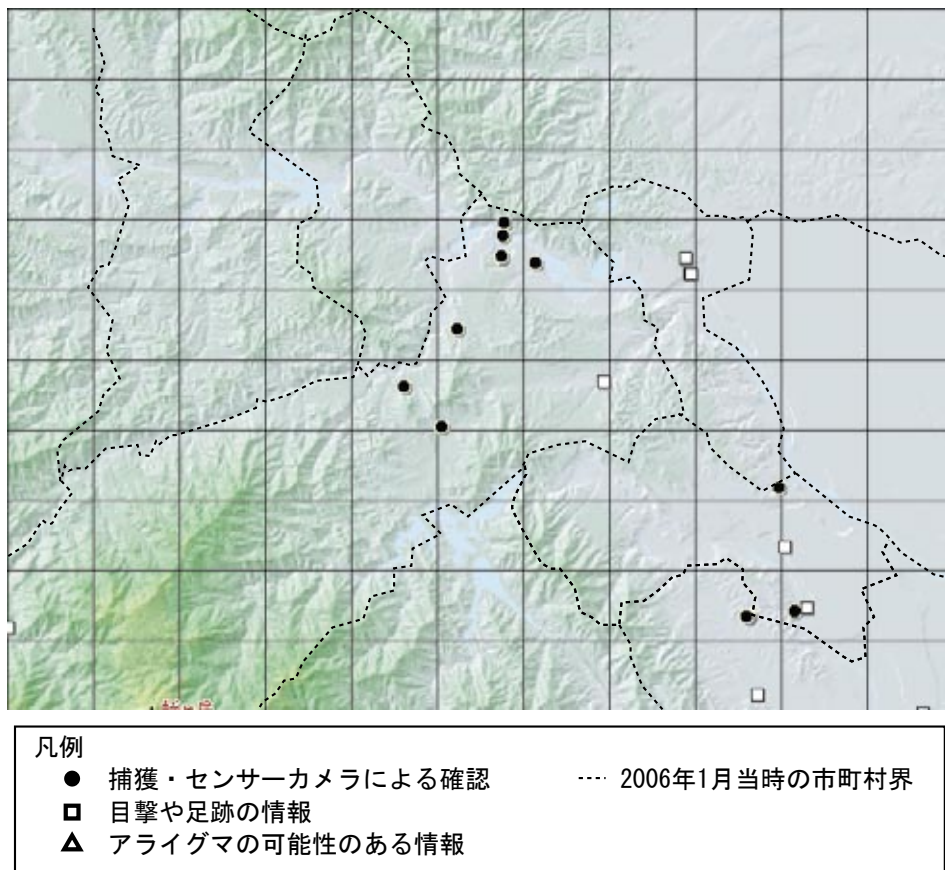 凡例
● 捕獲・センサーカメラによる確認
---- 2006年1月当時の市町村界
□ 目撃や足跡の情報
△ アライグマの可能性のある情報